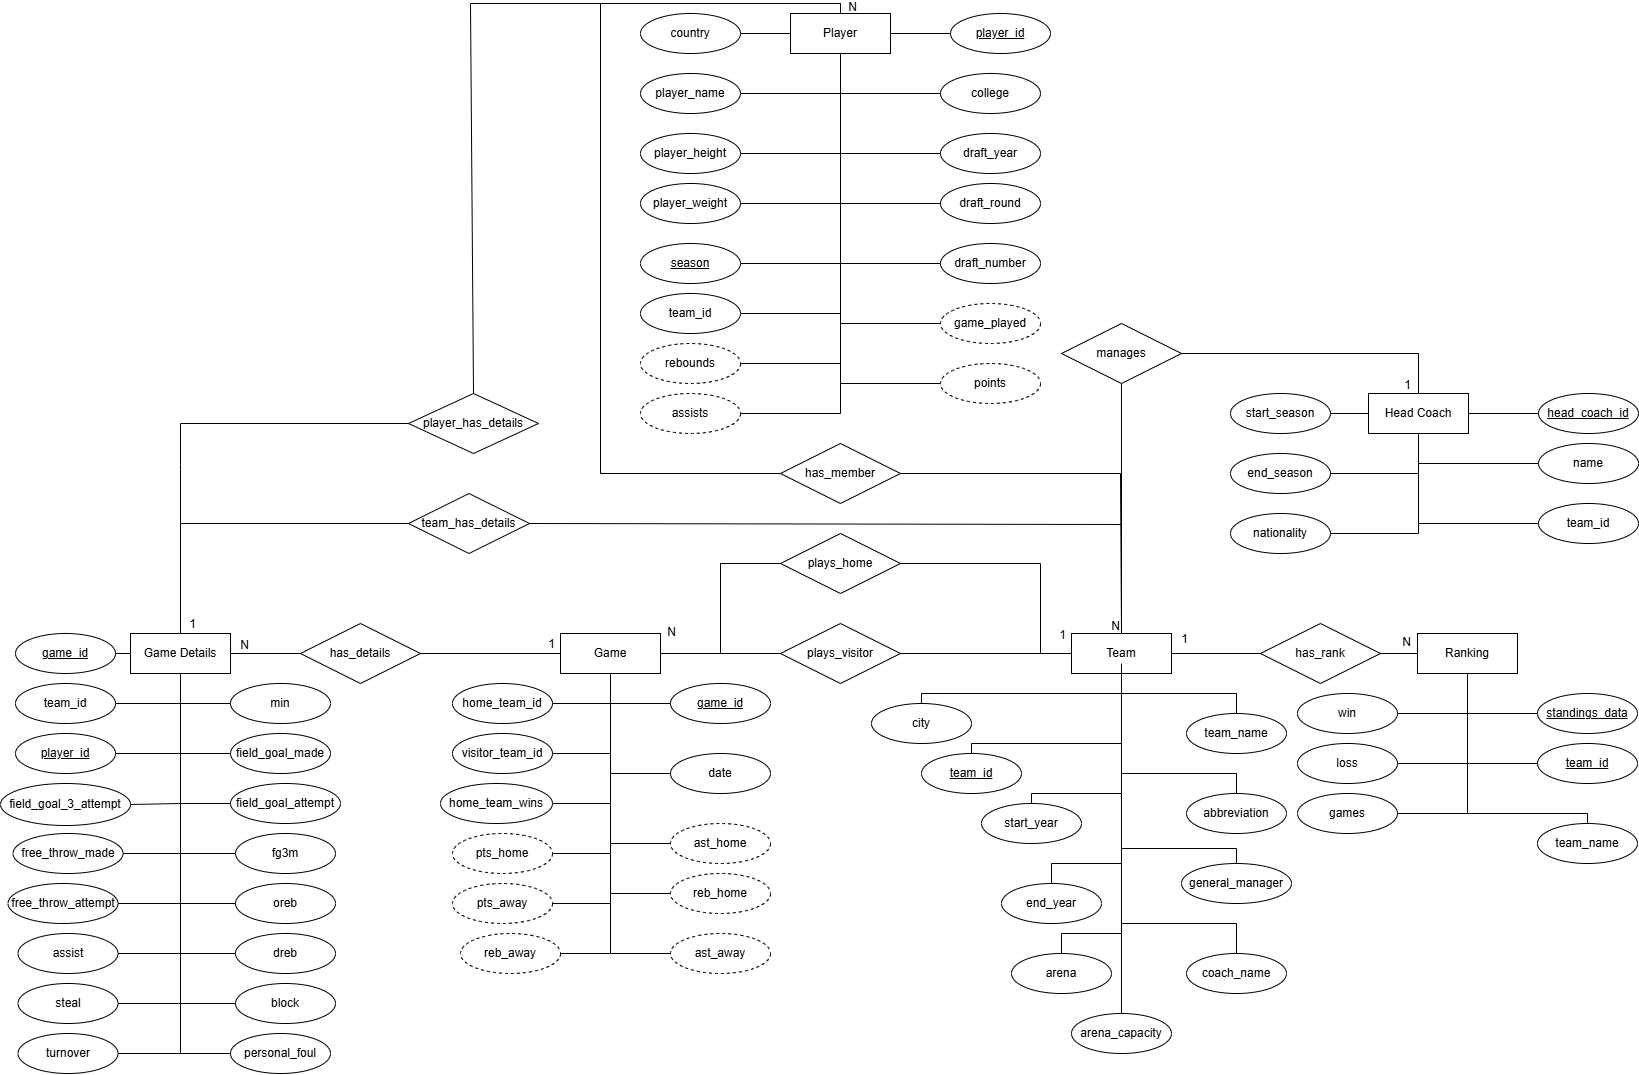 N
country
Player
player_id
player_name
college
player_height
draft_year
player_weight
draft_round
season
draft_number
team_id
game_played
rebounds
points
assists
manages
1
start_season
Head Coach
head_coach_id
end_season
name
nationality
team_id
player_has_details
has_member
team_has_details
plays_home
1
game_id
Game Details
N
has_details
1
Game
N
plays_visitor
1
N
Team
1
has_rank
N
Ranking
team_id
min
player_id
field_goal_made
field_goal_3_attempt
field_goal_attempt
free_throw_made
fg3m
free_throw_attempt
oreb
assist
dreb
steal
block
turnover
personal_foul
home_team_id
game_id
visitor_team_id
date
home_team_wins
pts_home
ast_home
pts_away
reb_home
reb_away
ast_away
city
team_name
team_id
abbreviation
start_year
general_manager
end_year
arena
coach_name
arena_capacity
win
standings_data
loss
team_id
games
team_name